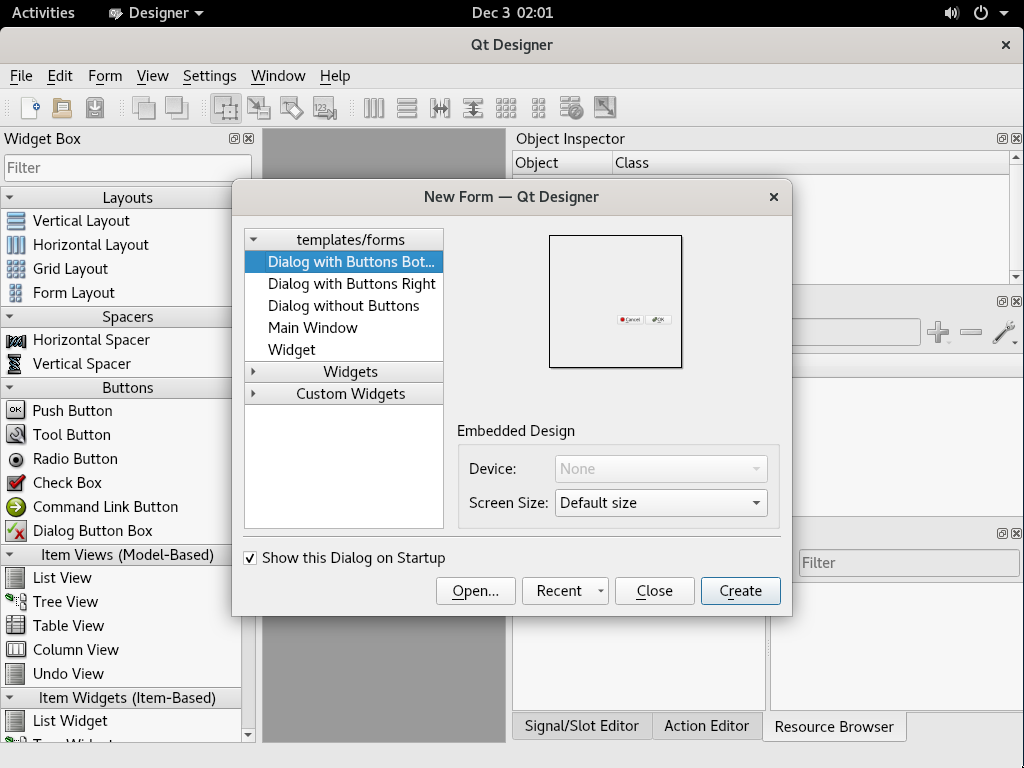 Activities Designer Dec 3 02:01
Qt Designer
File Edit Form View Settings Window Help
Widget Box
Filter
Layouts
Vertical Layout
Horizontal Layout
Grid Layout
Form Layout
Spacers
Horizontal Spacer
Vertical Spacer
Buttons
Push Button
Tool Button
Radio Button
Check Box
Command Link Button
Dialog Button Box
Item Views (Model-Based)
List View
Tree View
Table View
Column View
Undo View
Item Widgets (Item-Based)
List Widget
Object Inspector
Object Class
New Form — Qt Designer
templates/forms
Dialog with Buttons Bot...
Dialog with Buttons Right
Dialog without Buttons
Main Window
Widget
Widgets
Custom Widgets
Cancel OK
Embedded Design
Device: None
Screen Size: Default size
Show this Dialog on Startup
Open... Recent Close Create
Filter
Signal/Slot Editor Action Editor Resource Browser